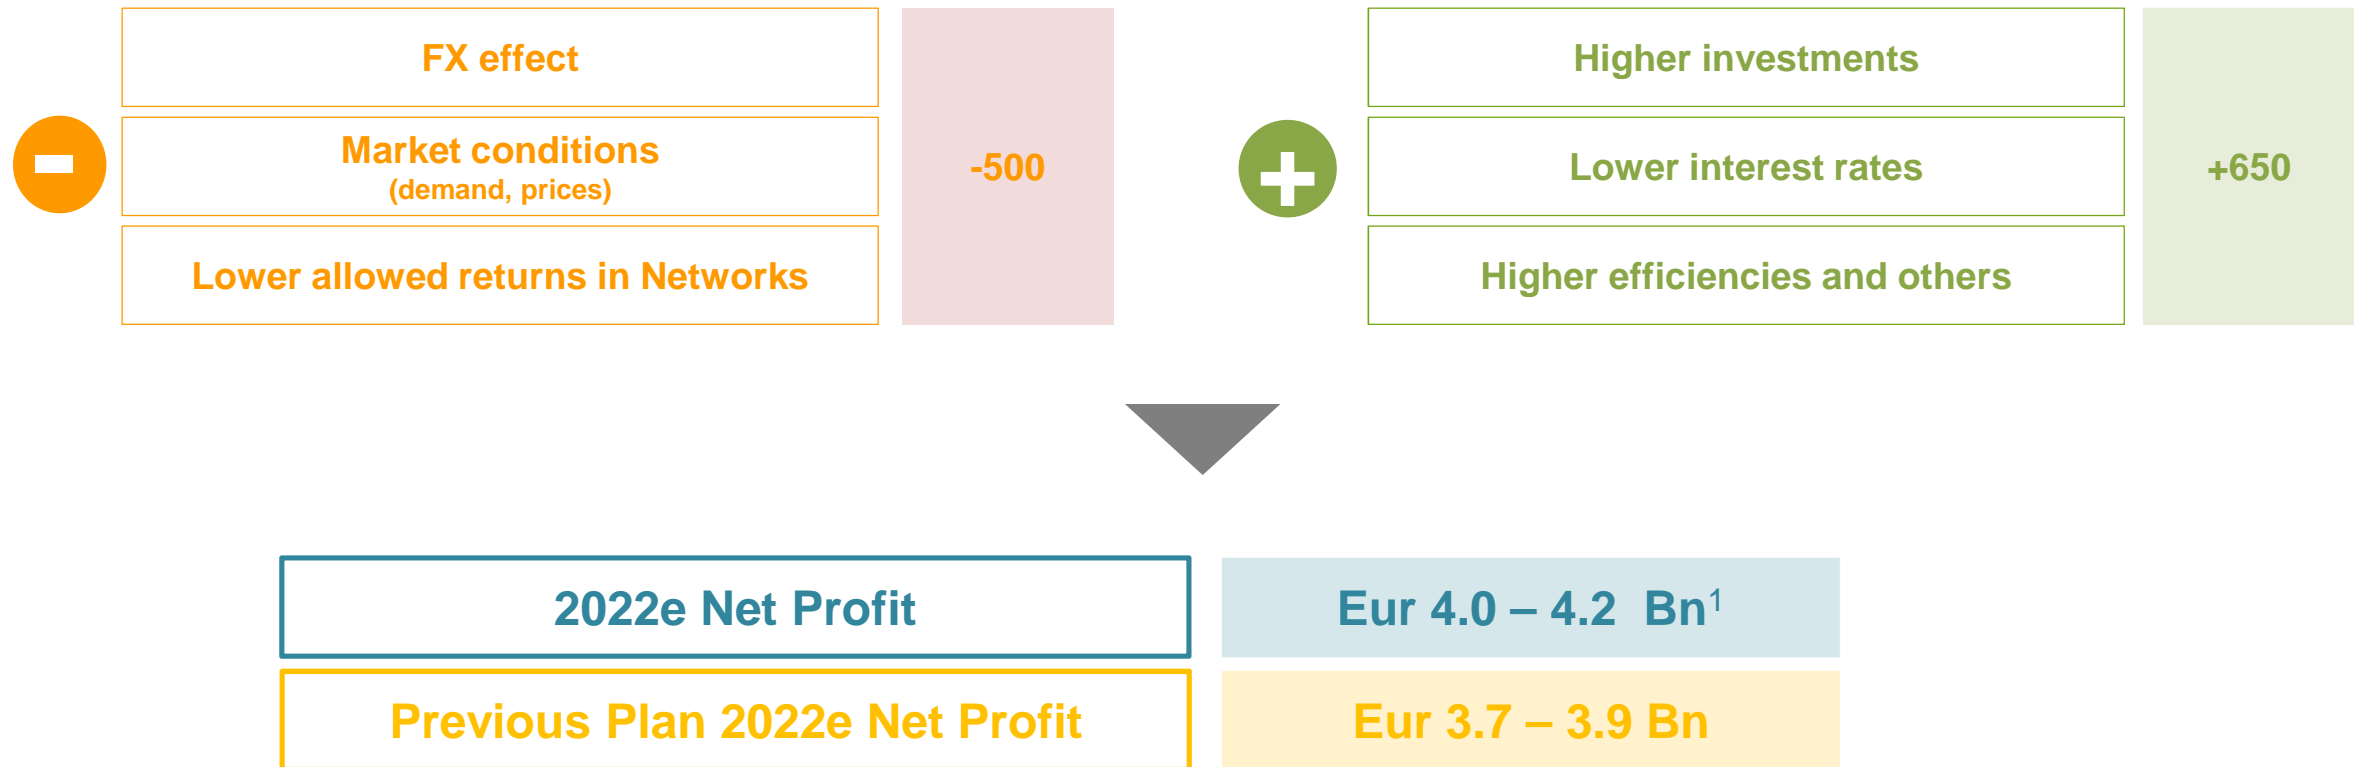 FX effect
Market conditions
(demand, prices)
Lower allowed returns in Networks
-500
Higher investments
Lower interest rates
Higher efficiencies and others
+650
2022e Net Profit
Eur 4.0 – 4.2 Bn¹
Previous Plan 2022e Net Profit
Eur 3.7 – 3.9 Bn